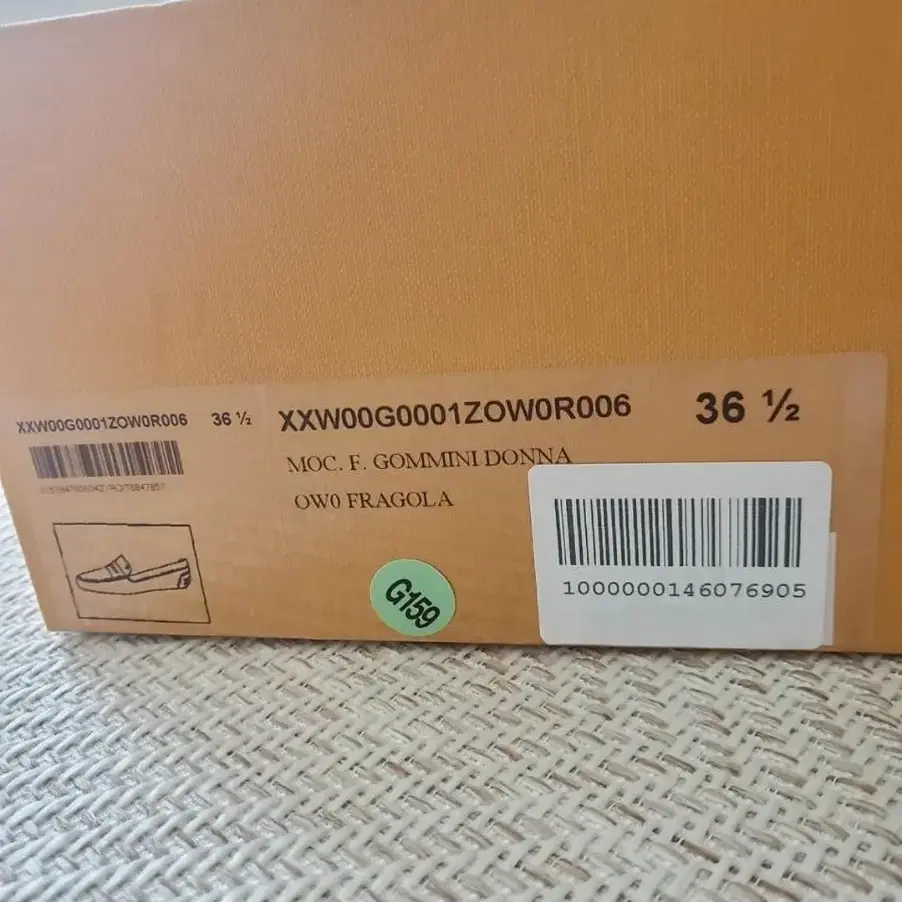 XXW00G0001ZOW0R006 36 ½
XXW00G0001ZOW0R006 36 ½
MOC. F. GOMMINI DONNA
OW0 FRAGOLA
G159
1000000146076905